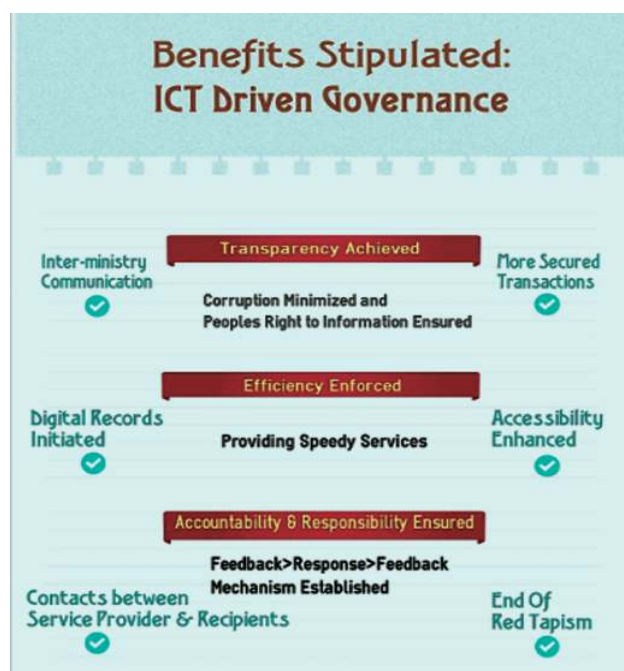 Benefits Stipulated:
ICT Driven Governance
Transparency Achieved
Inter-ministry
Communication
Corruption Minimized and
Peoples Right to Information Ensured
More Secured
Transactions
Efficiency Enforced
Digital Records
Initiated
Providing Speedy Services
Accessibility
Enhanced
Accountability & Responsibility Ensured
Feedback>Response>Feedback
Mechanism Established
Contacts between
Service Provider & Recipients
End Of
Red Tapism